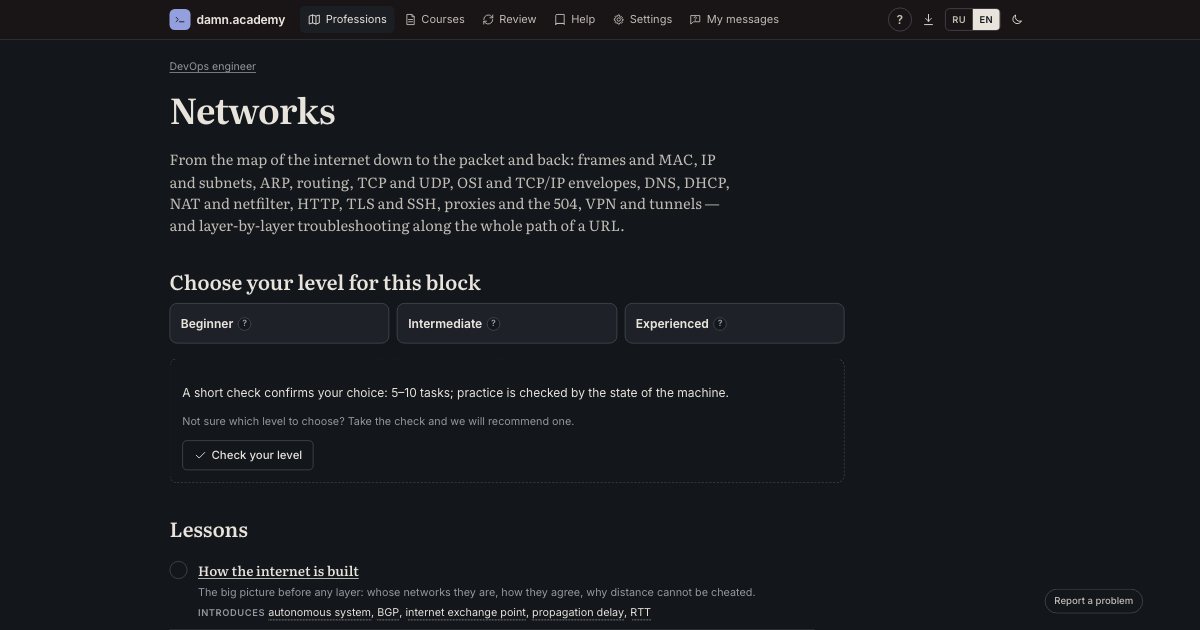 damn.academy Professions Courses Review Help Settings My messages ? RU EN
DevOps engineer
Networks
From the map of the internet down to the packet and back: frames and MAC, IP
and subnets, ARP, routing, TCP and UDP, OSI and TCP/IP envelopes, DNS, DHCP,
NAT and netfilter, HTTP, TLS and SSH, proxies and the 504, VPN and tunnels —
and layer-by-layer troubleshooting along the whole path of a URL.
Choose your level for this block
Beginner ? Intermediate ? Experienced ?
A short check confirms your choice: 5–10 tasks; practice is checked by the state of the machine.
Not sure which level to choose? Take the check and we will recommend one.
Check your level
Lessons
How the internet is built
The big picture before any layer: whose networks they are, how they agree, why distance cannot be cheated.
INTRODUCES autonomous system, BGP, internet exchange point, propagation delay, RTT
Report a problem